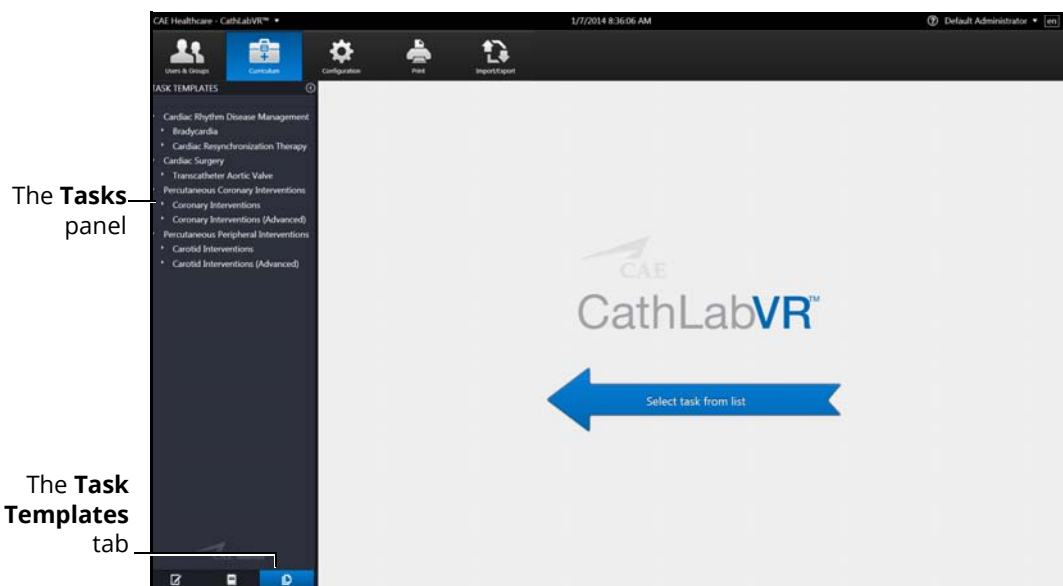 CAE Healthcare - CathLabVR™
1/7/2014 8:36:06 AM
Default Administrator
en
Users & Groups
Curriculum
Configuration
Print
Import/Export
TASK TEMPLATES
Cardiac Rhythm Disease Management
Bradycardia
Cardiac Resynchronization Therapy
Cardiac Surgery
Transcatheter Aortic Valve
Percutaneous Coronary Interventions
Coronary Interventions
Coronary Interventions (Advanced)
Percutaneous Peripheral Interventions
Carotid Interventions
Carotid Interventions (Advanced)
The Tasks
panel
CAE
CathLabVR™
Select task from list
The Task
Templates
tab